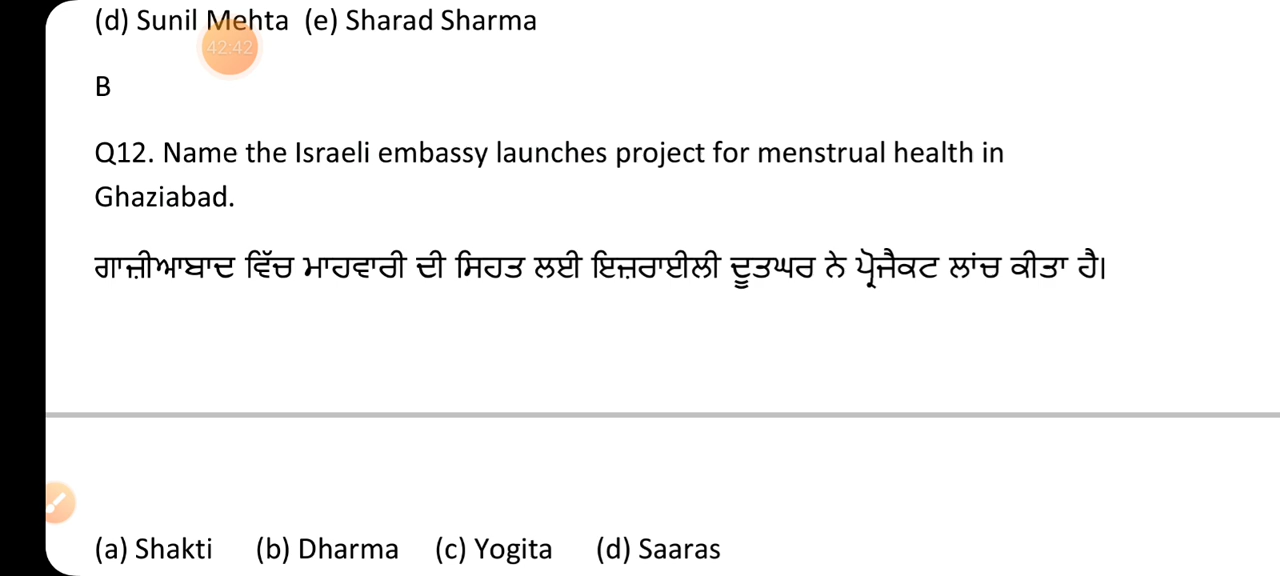 (d) Sunil Mehta (e) Sharad Sharma
42:42
B
Q12. Name the Israeli embassy launches project for menstrual health in
Ghaziabad.
ਗਾਜ਼ੀਆਬਾਦ ਵਿੱਚ ਮਾਹਵਾਰੀ ਦੀ ਸਿਹਤ ਲਈ ਇਜ਼ਰਾਈਲੀ ਦੂਤਘਰ ਨੇ ਪ੍ਰੋਜੈਕਟ ਲਾਂਚ ਕੀਤਾ ਹੈ।
(a) Shakti (b) Dharma (c) Yogita (d) Saaras